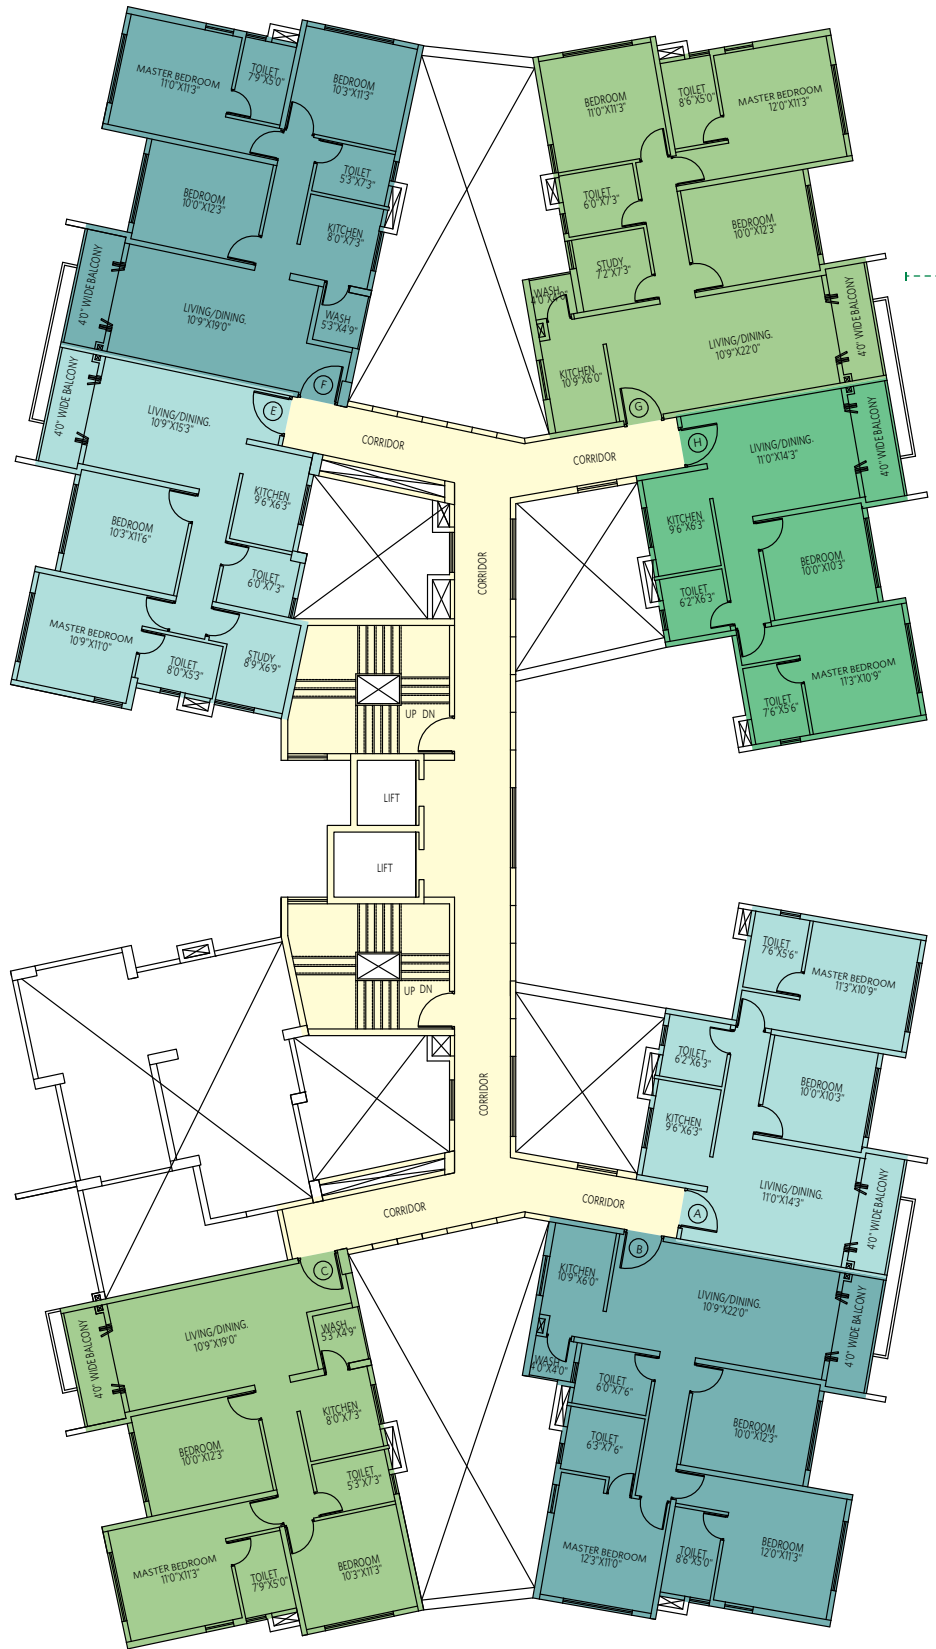 MASTER BEDROOM
11'0"X11'3"
TOILET
7'9"X5'0"
BEDROOM
10'3"X11'3"
TOILET
5'3"X7'3"
BEDROOM
10'0"X12'3"
KITCHEN
8'0"X7'3"
4'0" WIDE BALCONY
LIVING/DINING.
10'9"X19'0"
WASH
5'3"X4'9"
F
BEDROOM
11'0"X11'3"
TOILET
8'6"X5'0"
MASTER BEDROOM
12'0"X11'3"
TOILET
6'0"X7'3"
BEDROOM
10'0"X12'3"
STUDY
7'2"X7'3"
WASH
4'0"X4'0"
LIVING/DINING.
10'9"X22'0"
4'0" WIDE BALCONY
KITCHEN
10'9"X6'0"
G
4'0" WIDE BALCONY
LIVING/DINING.
10'9"X15'3"
E
KITCHEN
9'6"X6'3"
BEDROOM
10'3"X11'6"
TOILET
6'0"X7'3"
MASTER BEDROOM
10'9"X11'0"
TOILET
8'0"X5'3"
STUDY
8'9"X6'9"
CORRIDOR
CORRIDOR
CORRIDOR
H
LIVING/DINING.
11'0"X14'3"
4'0" WIDE BALCONY
KITCHEN
9'6"X6'3"
BEDROOM
10'0"X10'3"
TOILET
6'2"X6'3"
MASTER BEDROOM
11'3"X10'9"
TOILET
7'6"X5'6"
UP DN
LIFT
LIFT
UP DN
TOILET
7'6"X5'6"
MASTER BEDROOM
11'3"X10'9"
TOILET
6'2"X6'3"
BEDROOM
10'0"X10'3"
KITCHEN
9'6"X6'3"
LIVING/DINING.
11'0"X14'3"
4'0" WIDE BALCONY
A
CORRIDOR
CORRIDOR
CORRIDOR
C
LIVING/DINING.
10'9"X19'0"
WASH
5'3"X4'9"
4'0" WIDE BALCONY
KITCHEN
8'0"X7'3"
BEDROOM
10'0"X12'3"
TOILET
5'3"X7'3"
MASTER BEDROOM
11'0"X11'3"
TOILET
7'9"X5'0"
BEDROOM
10'3"X11'3"
B
KITCHEN
10'9"X6'0"
LIVING/DINING.
10'9"X22'0"
4'0" WIDE BALCONY
WASH
4'0"X4'0"
TOILET
6'0"X7'6"
BEDROOM
10'0"X12'3"
TOILET
6'3"X7'6"
MASTER BEDROOM
12'3"X11'0"
TOILET
8'6"X5'0"
BEDROOM
12'0"X11'3"